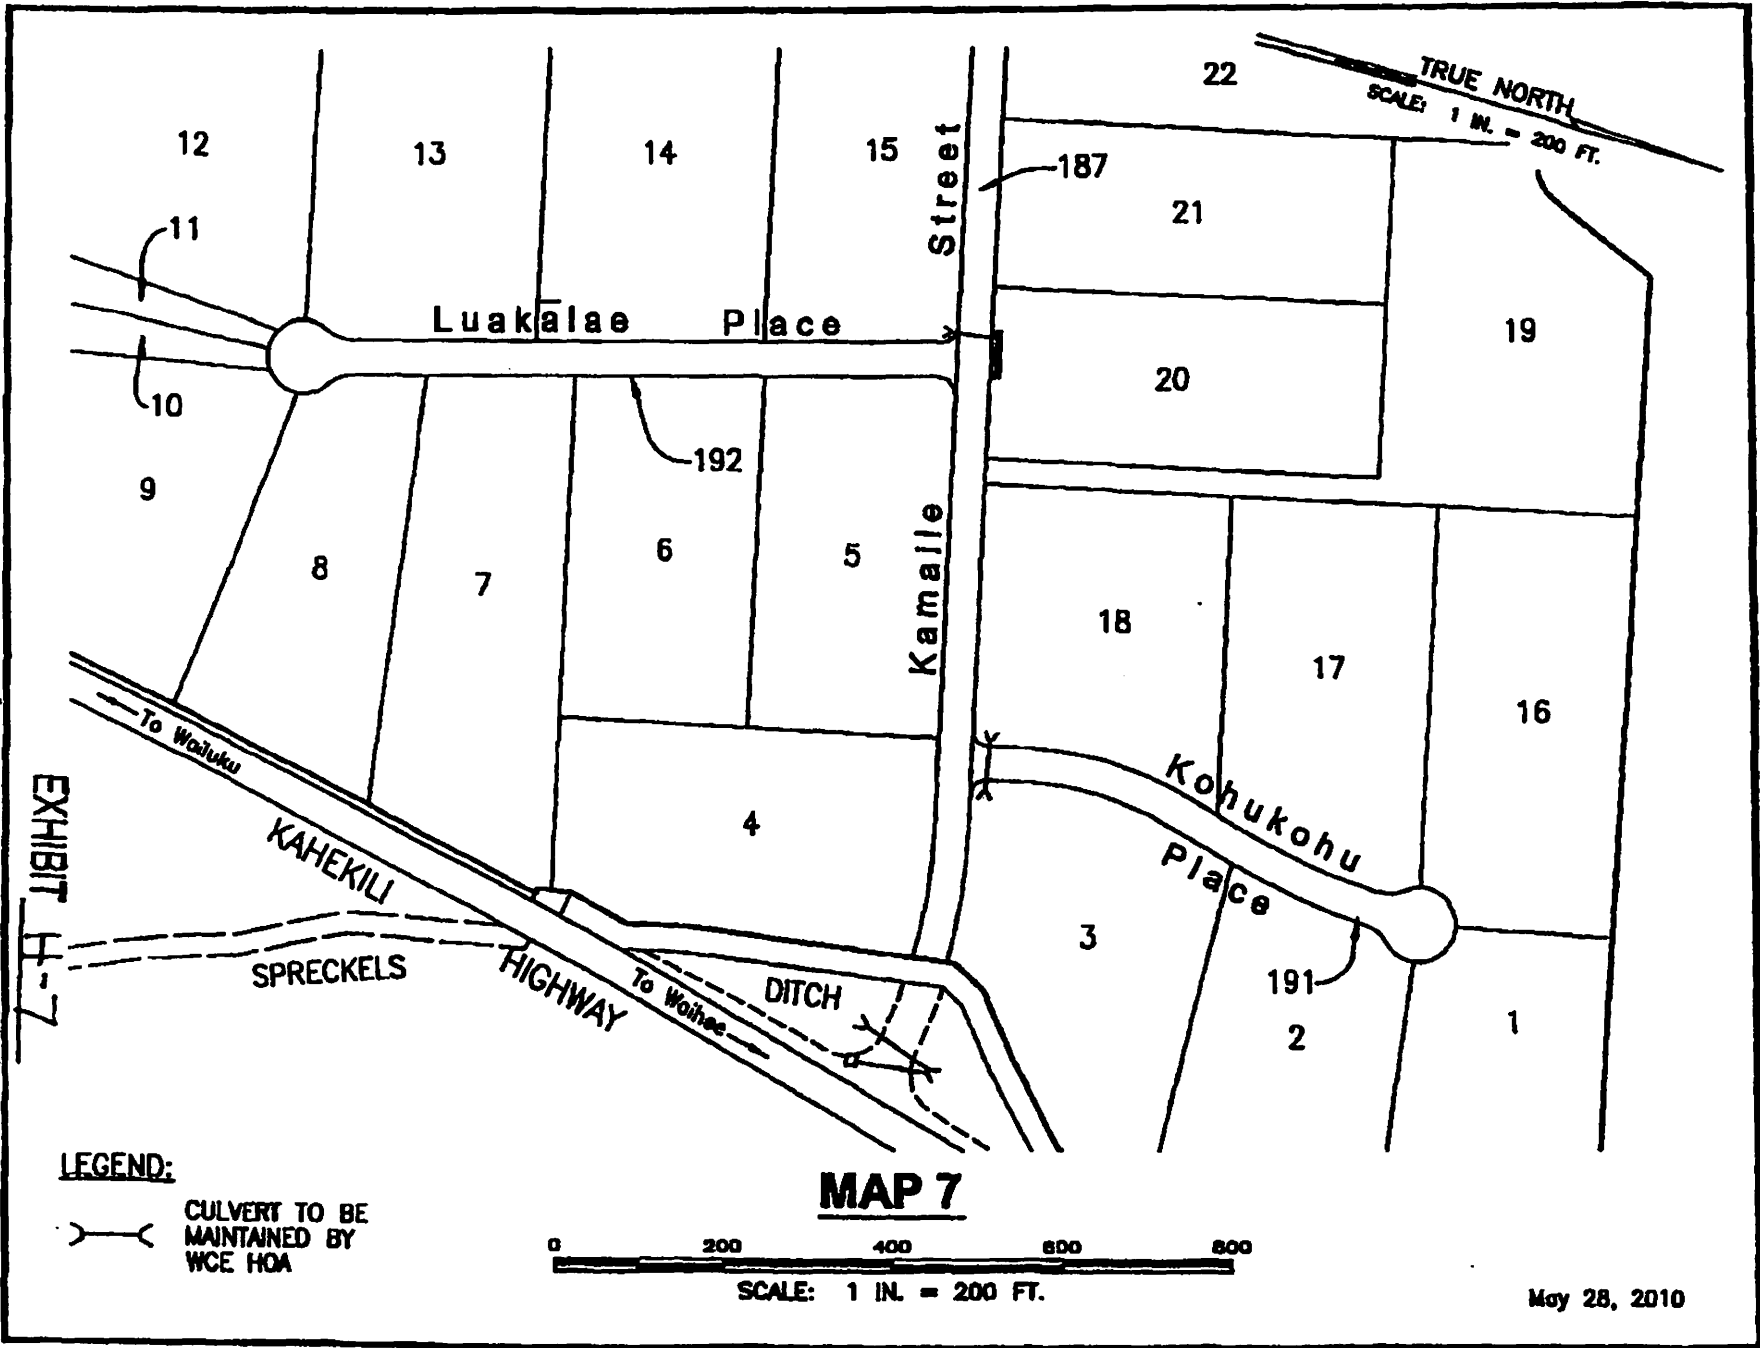 22
TRUE NORTH
SCALE: 1 IN. = 200 FT.
12
13
14
15
Street
187
21
11
Luakālae Place
19
20
10
192
9
8
7
6
5
Kamaile
18
17
16
To Wailuku
Kohukohu
Place
4
KAHEKILI
HIGHWAY
EXHIBIT H-7
3
SPRECKELS
DITCH
To Waihee
191
2
1
LEGEND:
CULVERT TO BE
MAINTAINED BY
WCE HOA
MAP 7
0 200 400 600 800
SCALE: 1 IN. = 200 FT.
May 28, 2010